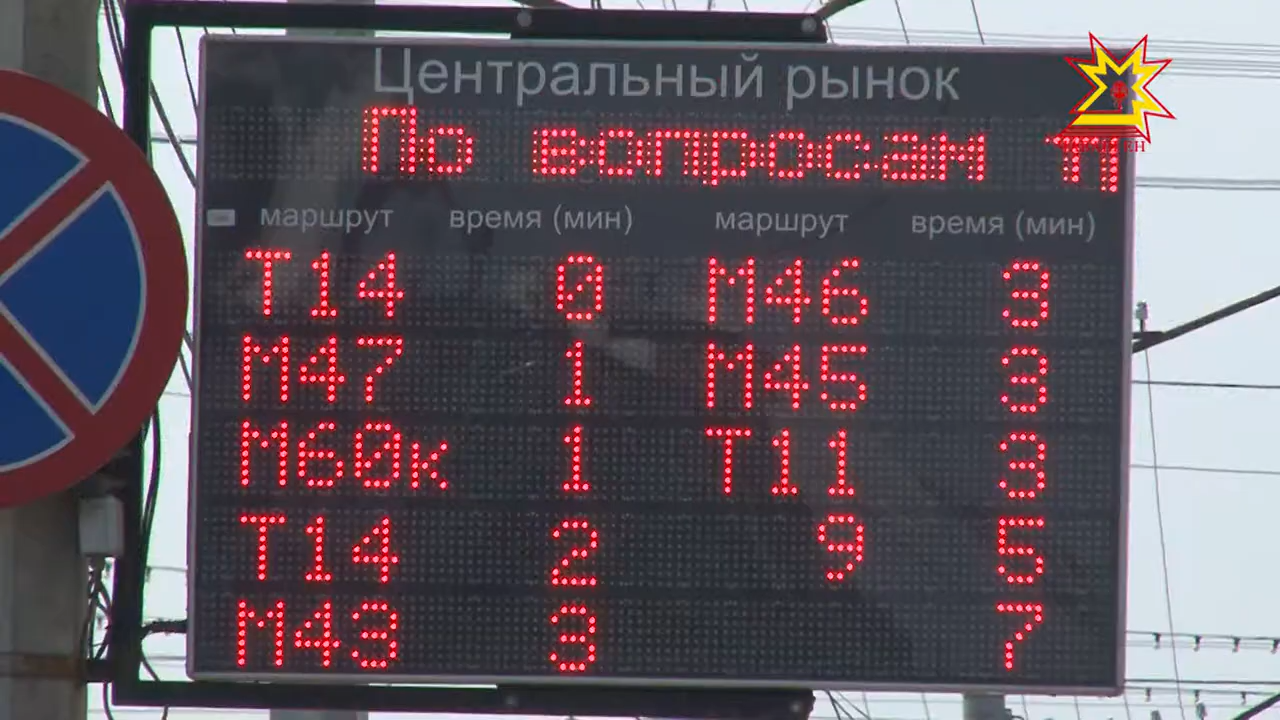 Центральный рынок
По вопросам п
маршрут время (мин) маршрут время (мин)
Т14 0 М46 3
М47 1 М45 3
М60к 1 Т11 3
Т14 2 9 5
М43 3 7